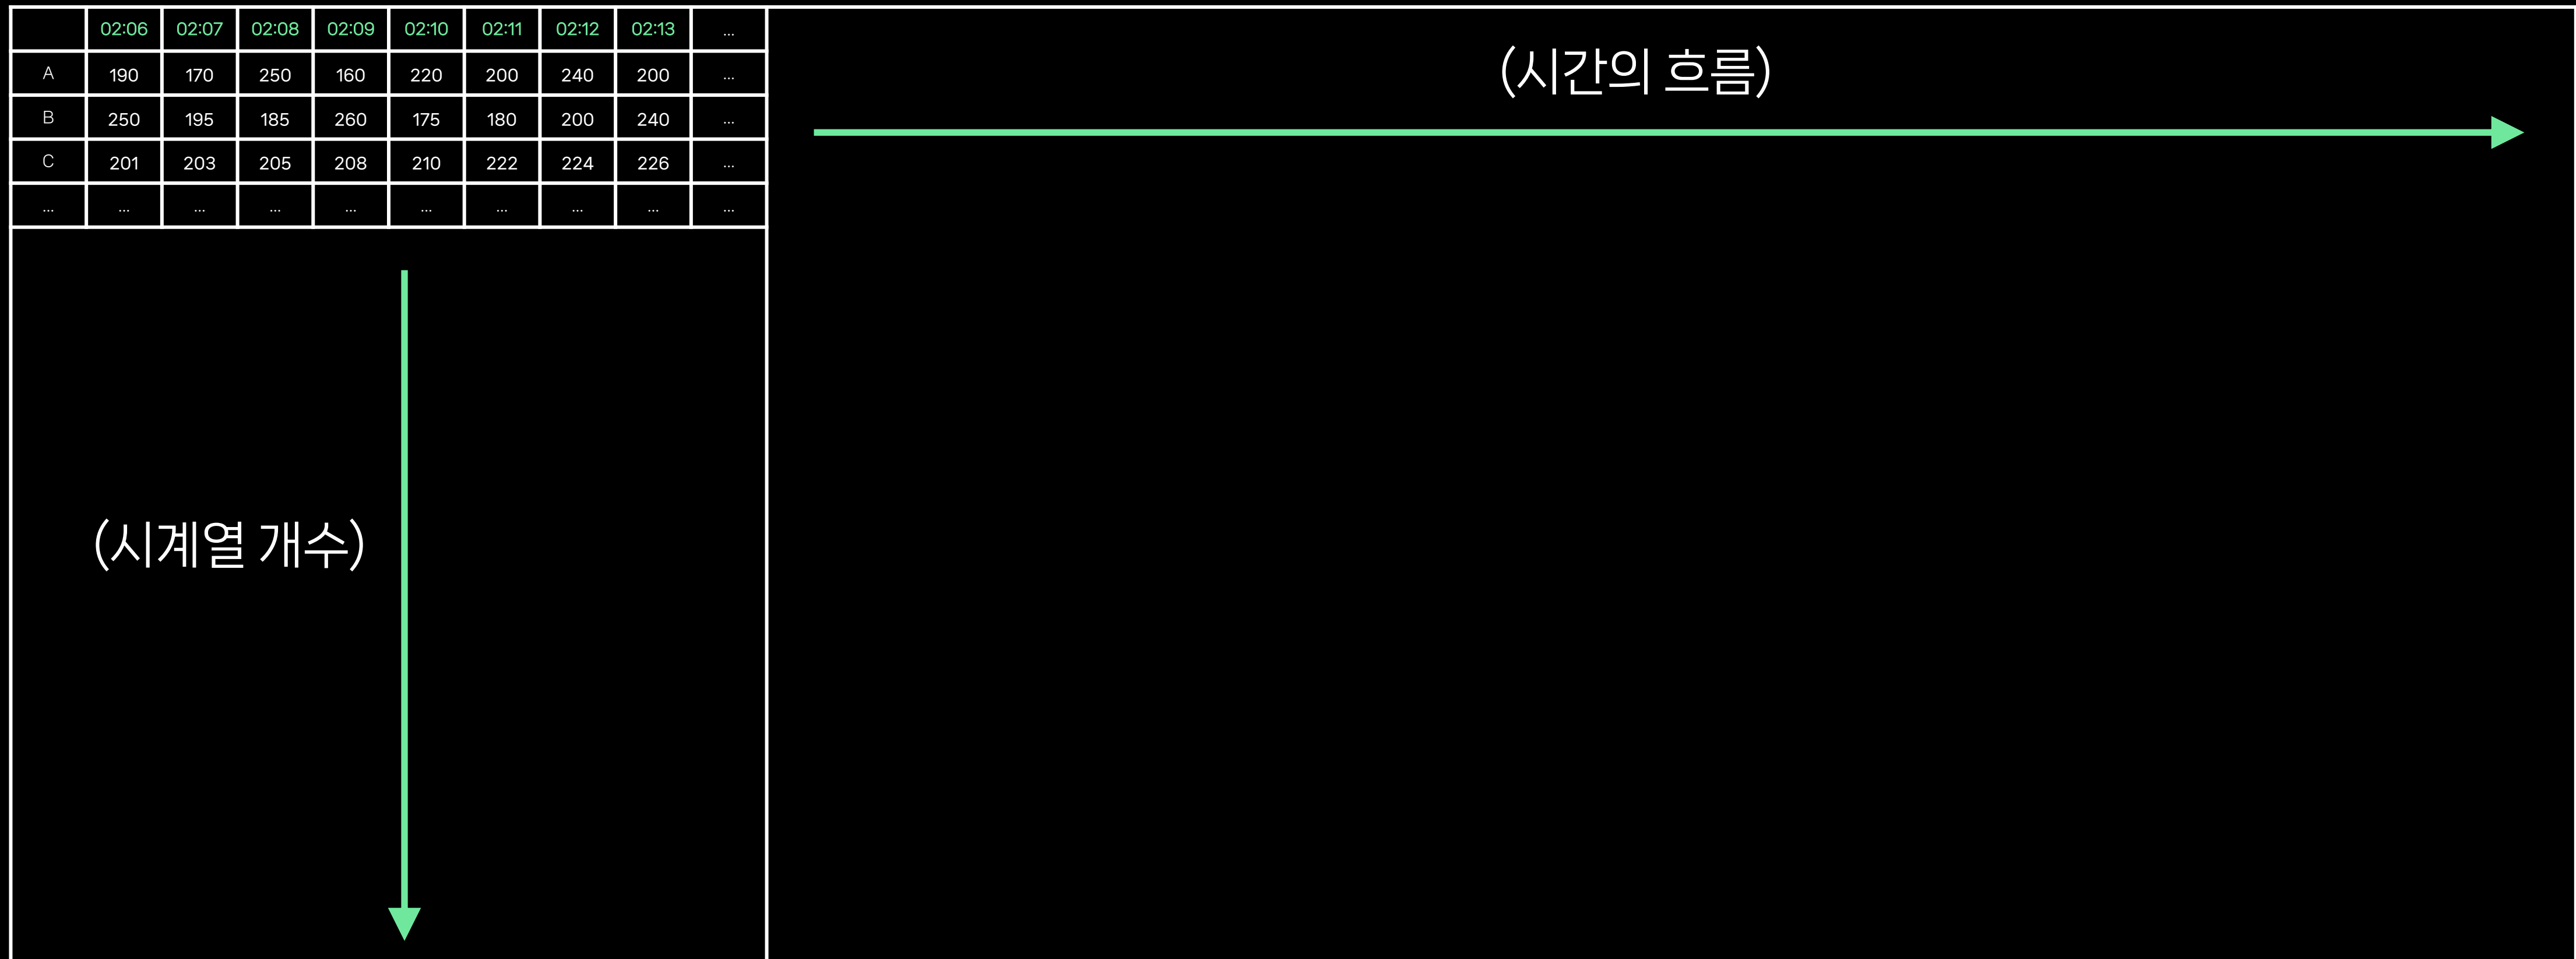 02:06 02:07 02:08 02:09 02:10 02:11 02:12 02:13 ...
A 190 170 250 160 220 200 240 200 ...
B 250 195 185 260 175 180 200 240 ...
C 201 203 205 208 210 222 224 226 ...
... ... ... ... ... ... ... ... ... ...
(시간의 흐름)
(시계열 개수)